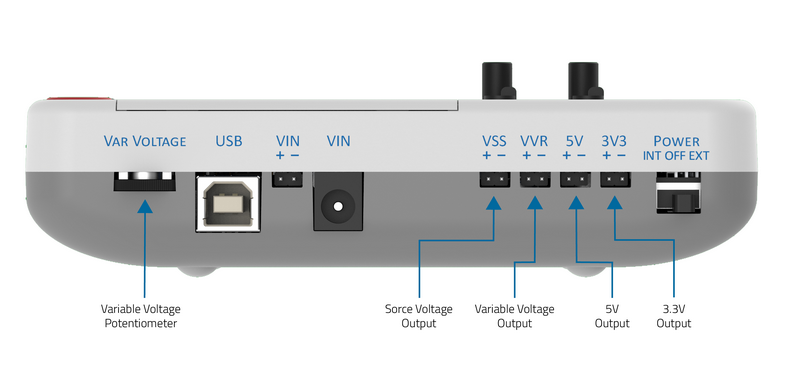 VAR VOLTAGE
USB
VIN
+ −
VIN
VSS
+ −
VVR
+ −
5V
+ −
3V3
+ −
POWER
INT OFF EXT
Variable Voltage
Potentiometer
Sorce Voltage
Output
Variable Voltage
Output
5V
Output
3.3V
Output